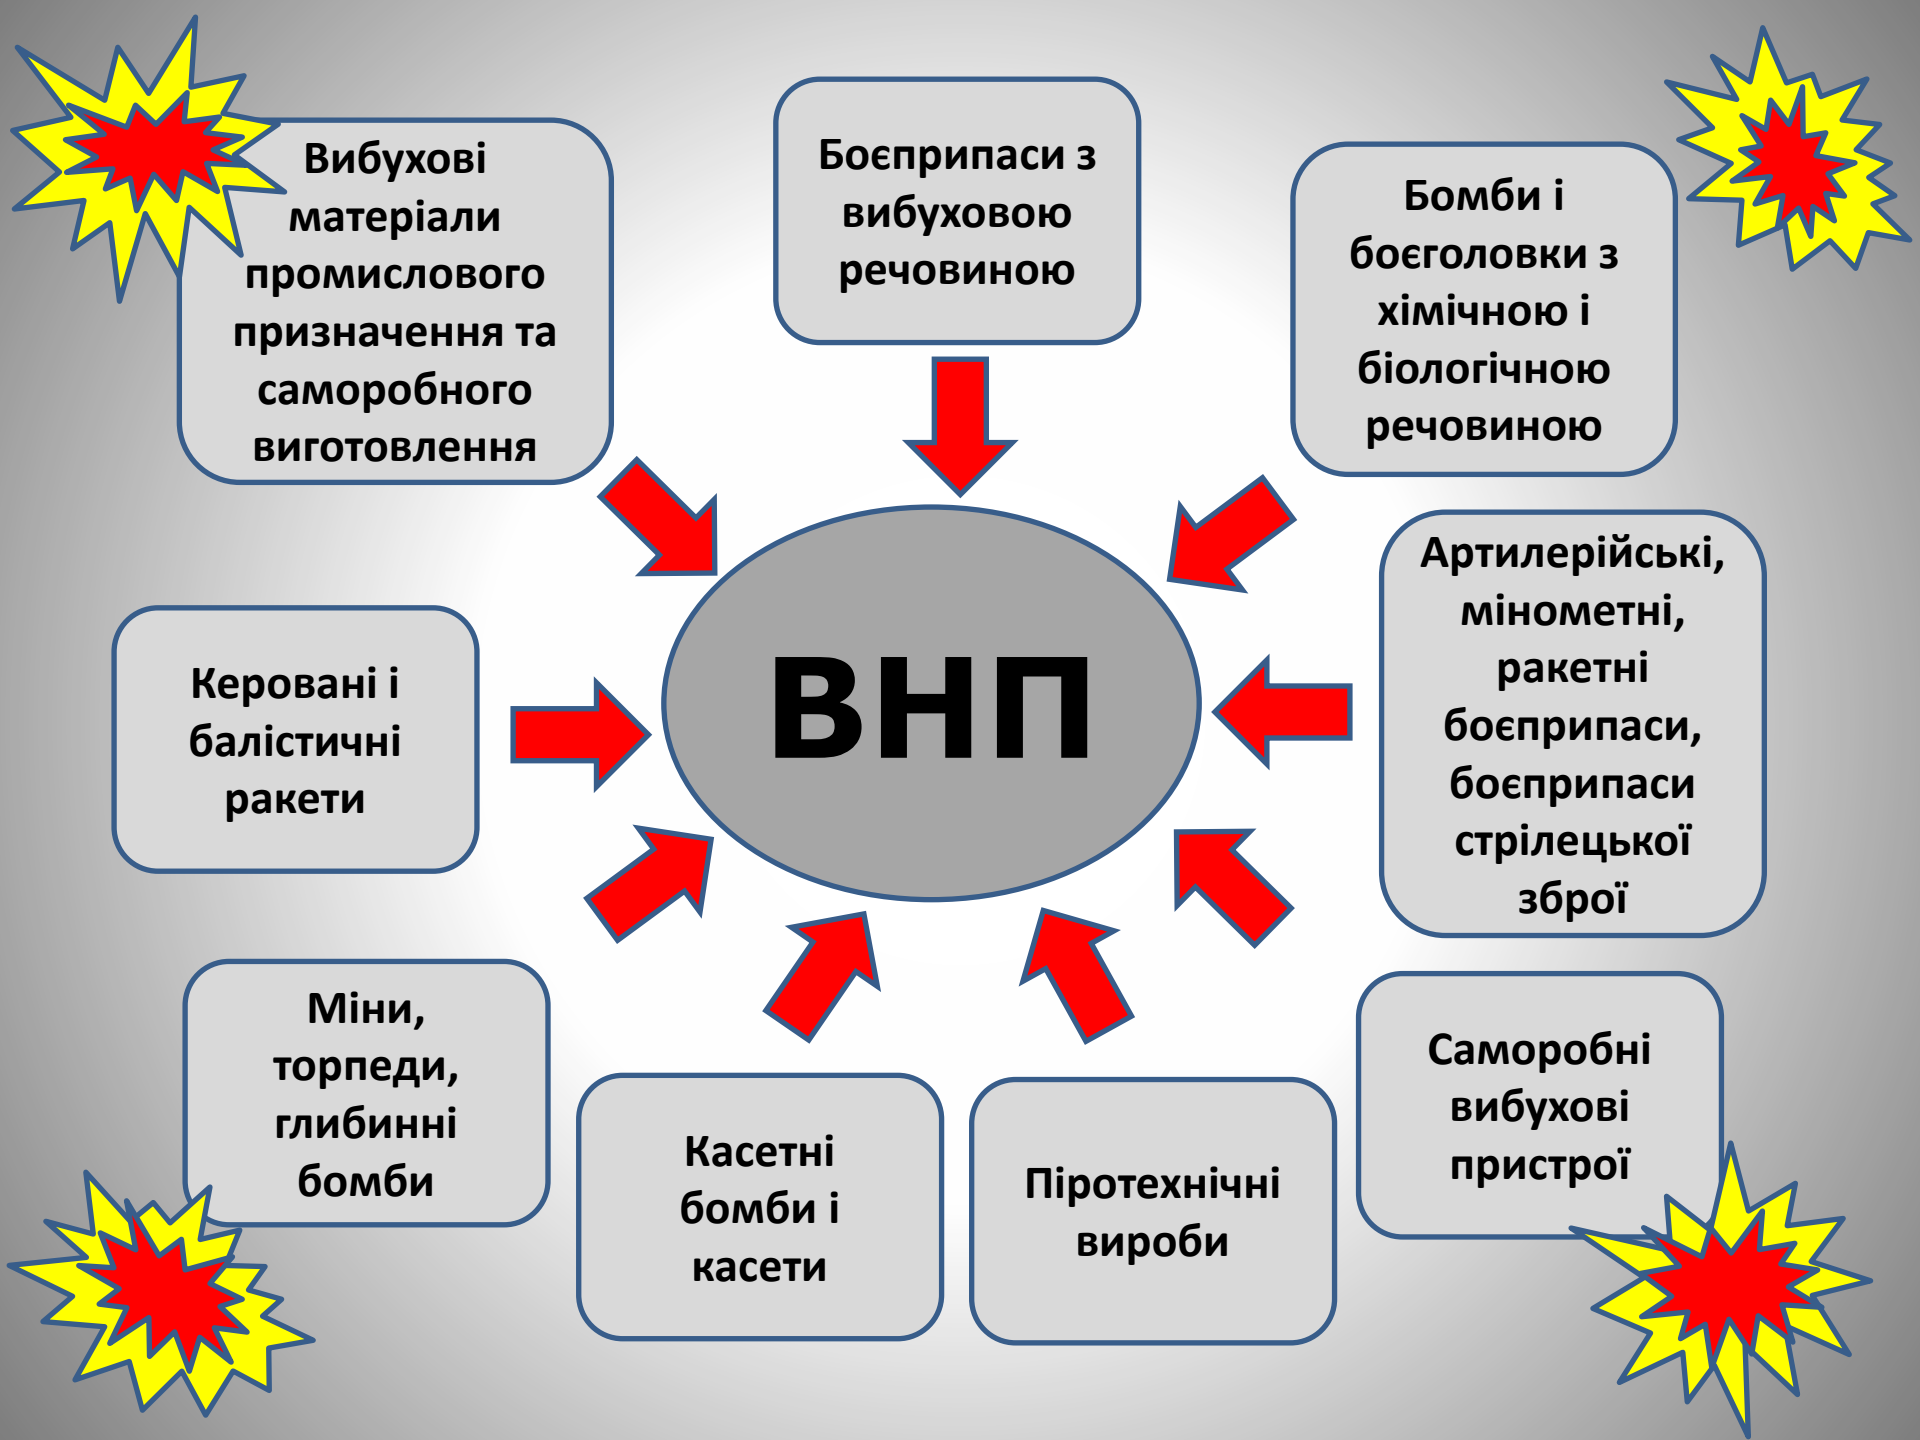 Вибухові
матеріали
промислового
призначення та
саморобного
виготовлення
Боєприпаси з
вибуховою
речовиною
Бомби і
боєголовки з
хімічною і
біологічною
речовиною
Керовані і
балістичні
ракети
ВНП
Артилерійські,
мінометні,
ракетні
боєприпаси,
боєприпаси
стрілецької
зброї
Міни,
торпеди,
глибинні
бомби
Касетні
бомби і
касети
Піротехнічні
вироби
Саморобні
вибухові
пристрої